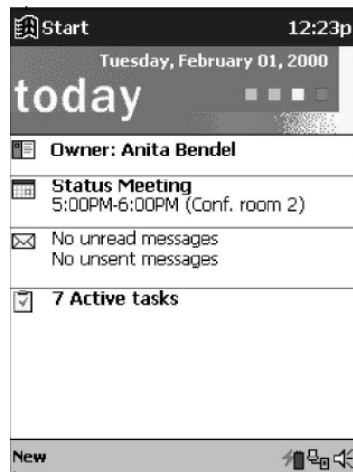 Start 12:23p
Tuesday, February 01, 2000
today
Owner: Anita Bendel
Status Meeting
5:00PM-6:00PM (Conf. room 2)
No unread messages
No unsent messages
7 Active tasks
New